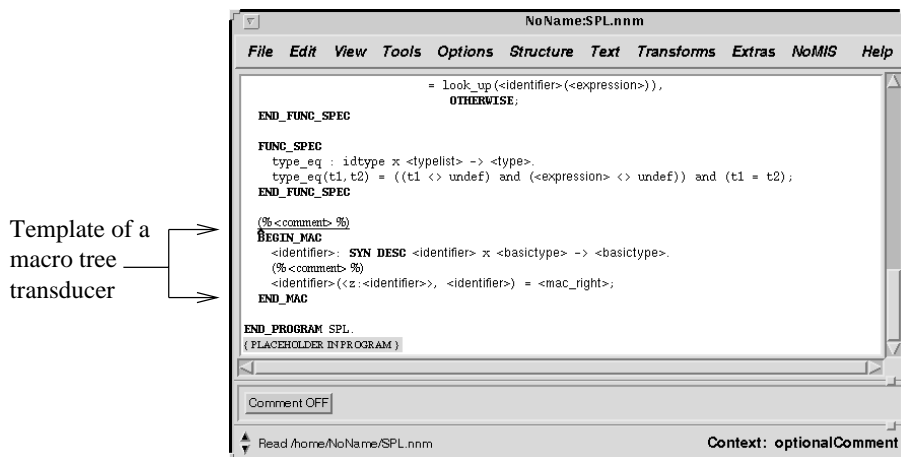 NoName:SPL.nnm
File Edit View Tools Options Structure Text Transforms Extras NoMIS Help
= look_up(<identifier>(<expression>)),
OTHERWISE;
END_FUNC_SPEC
FUNC_SPEC
type_eq : idtype x <typelist> -> <type>.
type_eq(t1,t2) = ((t1 <> undef) and (<expression> <> undef)) and (t1 = t2);
END_FUNC_SPEC
Template of a
macro tree
transducer
(%<comment> %)
BEGIN_MAC
<identifier>: SYN DESC <identifier> x <basictype> -> <basictype>.
(%<comment> %)
<identifier>(<z:<identifier>>, <identifier>) = <mac_right>;
END_MAC
END_PROGRAM SPL.
{ PLACEHOLDER IN PROGRAM }
Comment OFF
Read /home/NoName/SPL.nnm
Context: optionalComment